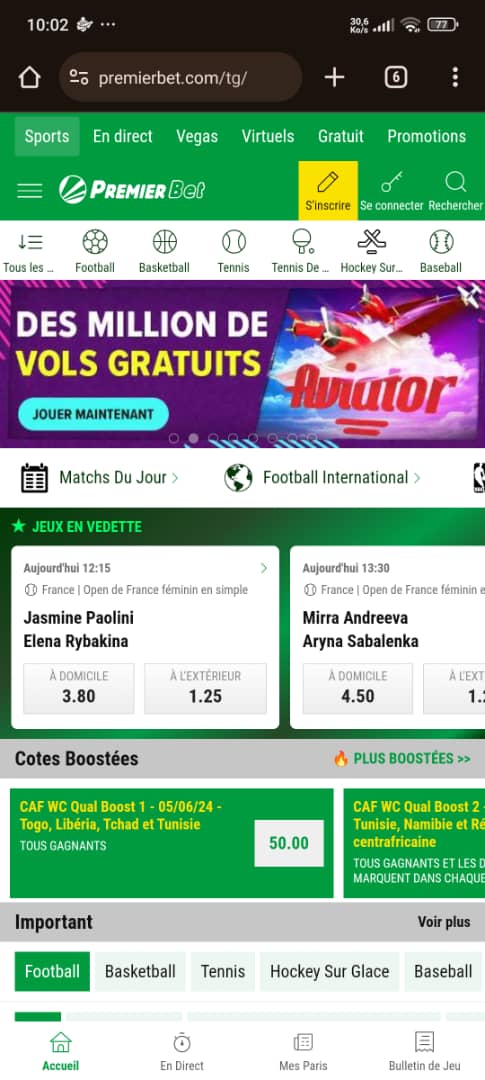 10:02
30,6
Ko/s
77
premierbet.com/tg/
6
Sports En direct Vegas Virtuels Gratuit Promotions
PREMIER Bet
S'inscrire Se connecter Rechercher
Tous les ... Football Basketball Tennis Tennis De ... Hockey Sur... Baseball
DES MILLION DE
VOLS GRATUITS
Aviator
JOUER MAINTENANT
Matchs Du Jour
Football International
JEUX EN VEDETTE
Aujourd'hui 12:15
France | Open de France féminin en simple
Jasmine Paolini
Elena Rybakina
À DOMICILE
3.80
À L'EXTÉRIEUR
1.25
Aujourd'hui 13:30
France | Open de France féminin e
Mirra Andreeva
Aryna Sabalenka
À DOMICILE
4.50
À L'EXT
Cotes Boostées
PLUS BOOSTÉES >>
CAF WC Qual Boost 1 - 05/06/24 -
Togo, Libéria, Tchad et Tunisie
TOUS GAGNANTS
50.00
CAF WC Qual Boost 2 -
Tunisie, Namibie et Ré
centrafricaine
TOUS GAGNANTS ET LES D
MARQUENT DANS CHAQUE
Important
Voir plus
Football Basketball Tennis Hockey Sur Glace Baseball
Accueil En Direct Mes Paris Bulletin de Jeu